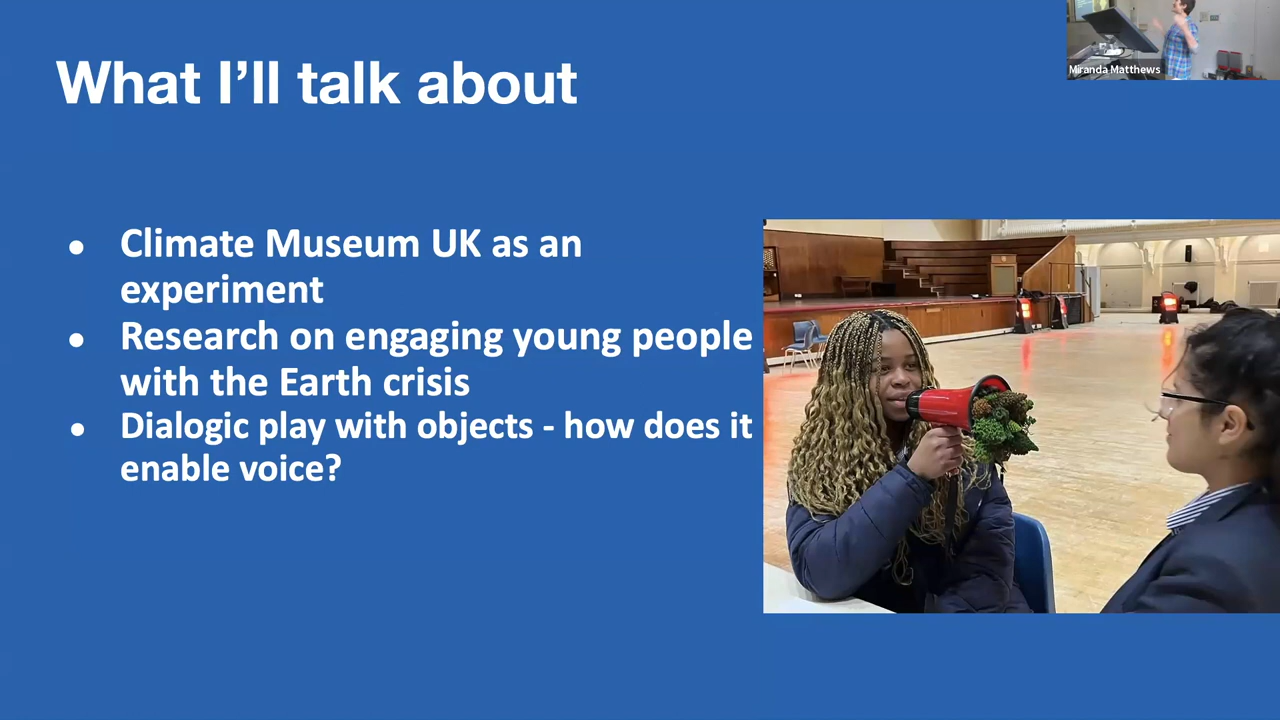 What I’ll talk about
Miranda Matthews
● Climate Museum UK as an
experiment
● Research on engaging young people
with the Earth crisis
● Dialogic play with objects - how does it
enable voice?